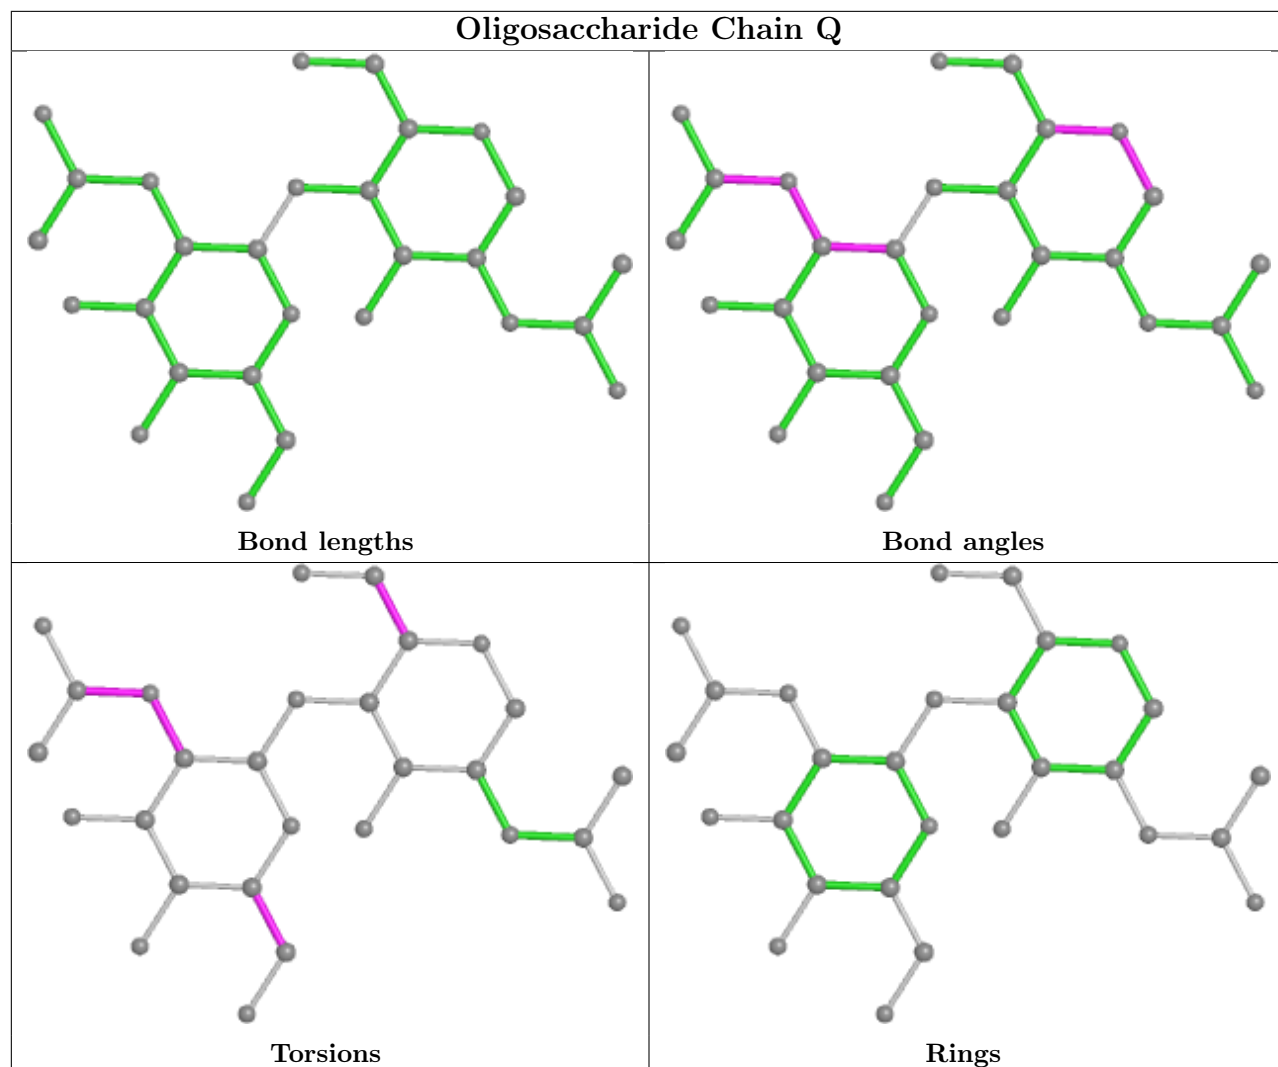 Oligosaccharide Chain Q
Bond lengths
Bond angles
Torsions
Rings